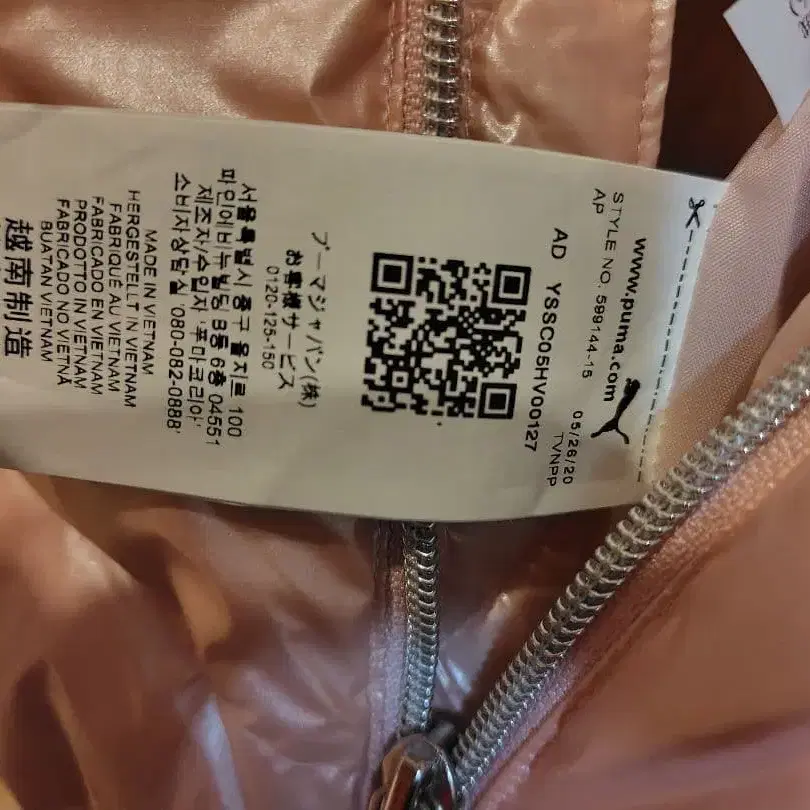 www.puma.com
STYLE NO. 599144-15 05/26/20
AP TVNPP
AD YSSC05HV00127
プーマジャパン(株)
お客様サービス
0120-125-150
서울특별시 중구 을지로 100
파인에비뉴빌딩 B동 6층 04551
제조자/수입자 '푸마코리아'
소비자상담실 '080-082-0888'
MADE IN VIETNAM
HERGESTELLT IN VIETNAM
FABRIQUÉ AU VIETNAM
FABRICADO EN VIETNAM
PRODOTTO IN VIETNAM
FABRICADO NO VIETNÃ
BUATAN VIETNAM
越南制造